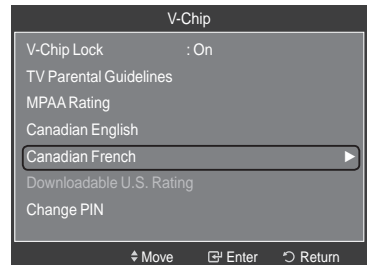 V-Chip
V-Chip Lock : On
TV Parental Guidelines
MPAA Rating
Canadian English
Canadian French
Downloadable U.S. Rating
Change PIN
Move Enter Return